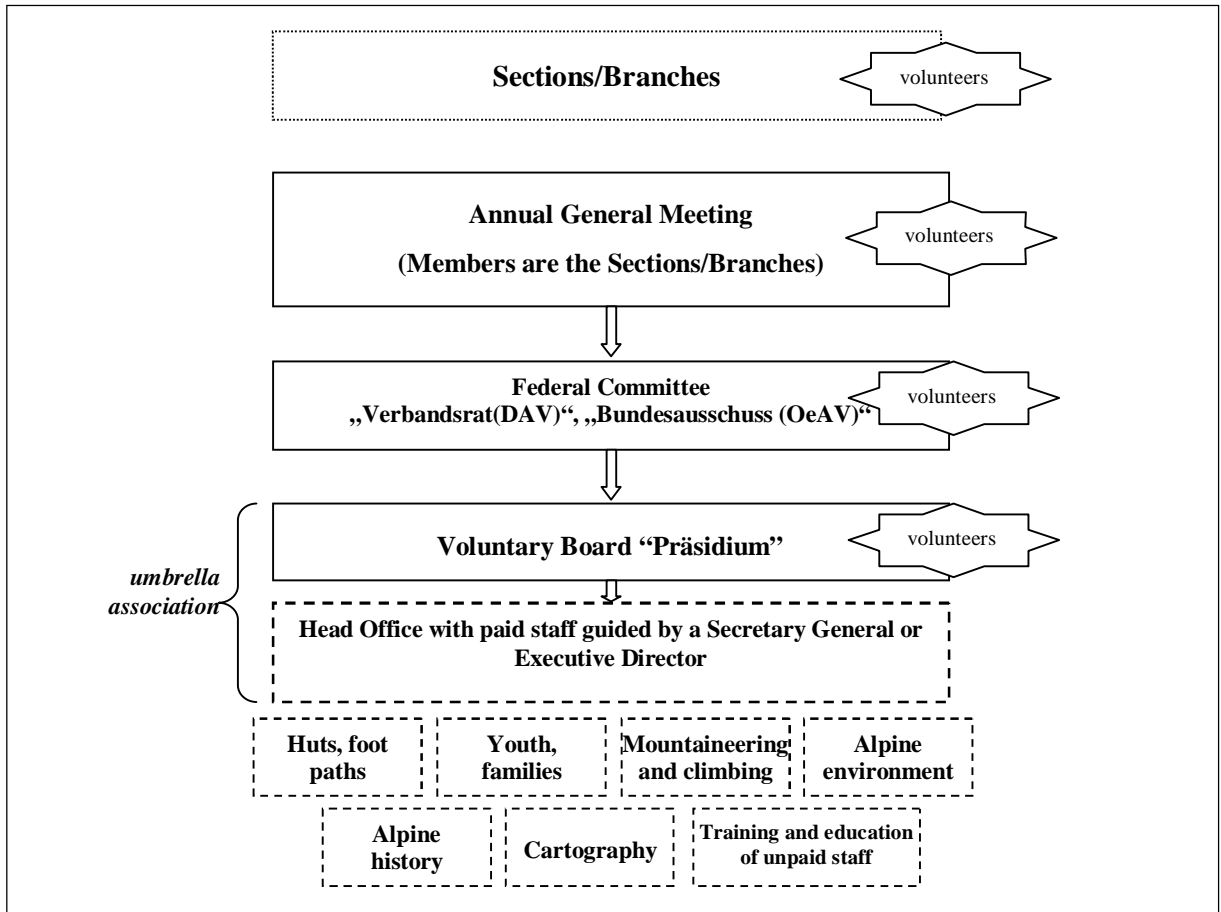 Sections/Branches
volunteers
Annual General Meeting
(Members are the Sections/Branches)
volunteers
Federal Committee
„Verbandsrat(DAV)“, „Bundesausschuss (OeAV)“
volunteers
Voluntary Board “Präsidium”
volunteers
umbrella
association
Head Office with paid staff guided by a Secretary General or
Executive Director
Huts, foot
paths
Youth,
families
Mountaineering
and climbing
Alpine
environment
Alpine
history
Cartography
Training and education
of unpaid staff